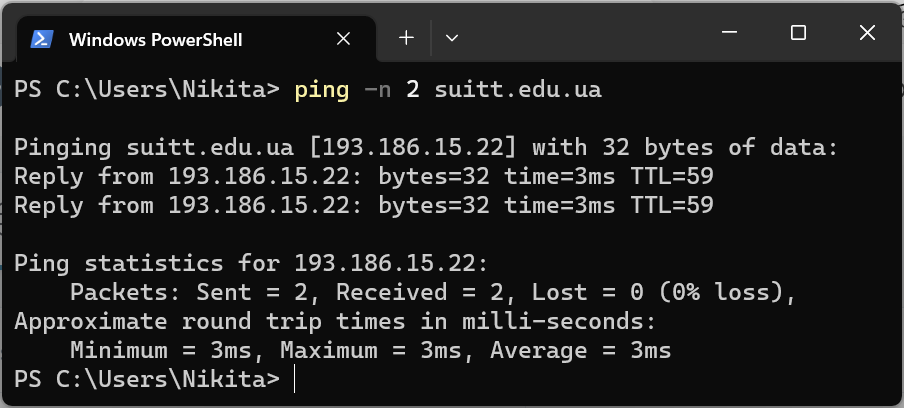 Windows PowerShell
PS C:\Users\Nikita> ping -n 2 suitt.edu.ua
Pinging suitt.edu.ua [193.186.15.22] with 32 bytes of data:
Reply from 193.186.15.22: bytes=32 time=3ms TTL=59
Reply from 193.186.15.22: bytes=32 time=3ms TTL=59
Ping statistics for 193.186.15.22:
    Packets: Sent = 2, Received = 2, Lost = 0 (0% loss),
Approximate round trip times in milli-seconds:
    Minimum = 3ms, Maximum = 3ms, Average = 3ms
PS C:\Users\Nikita>